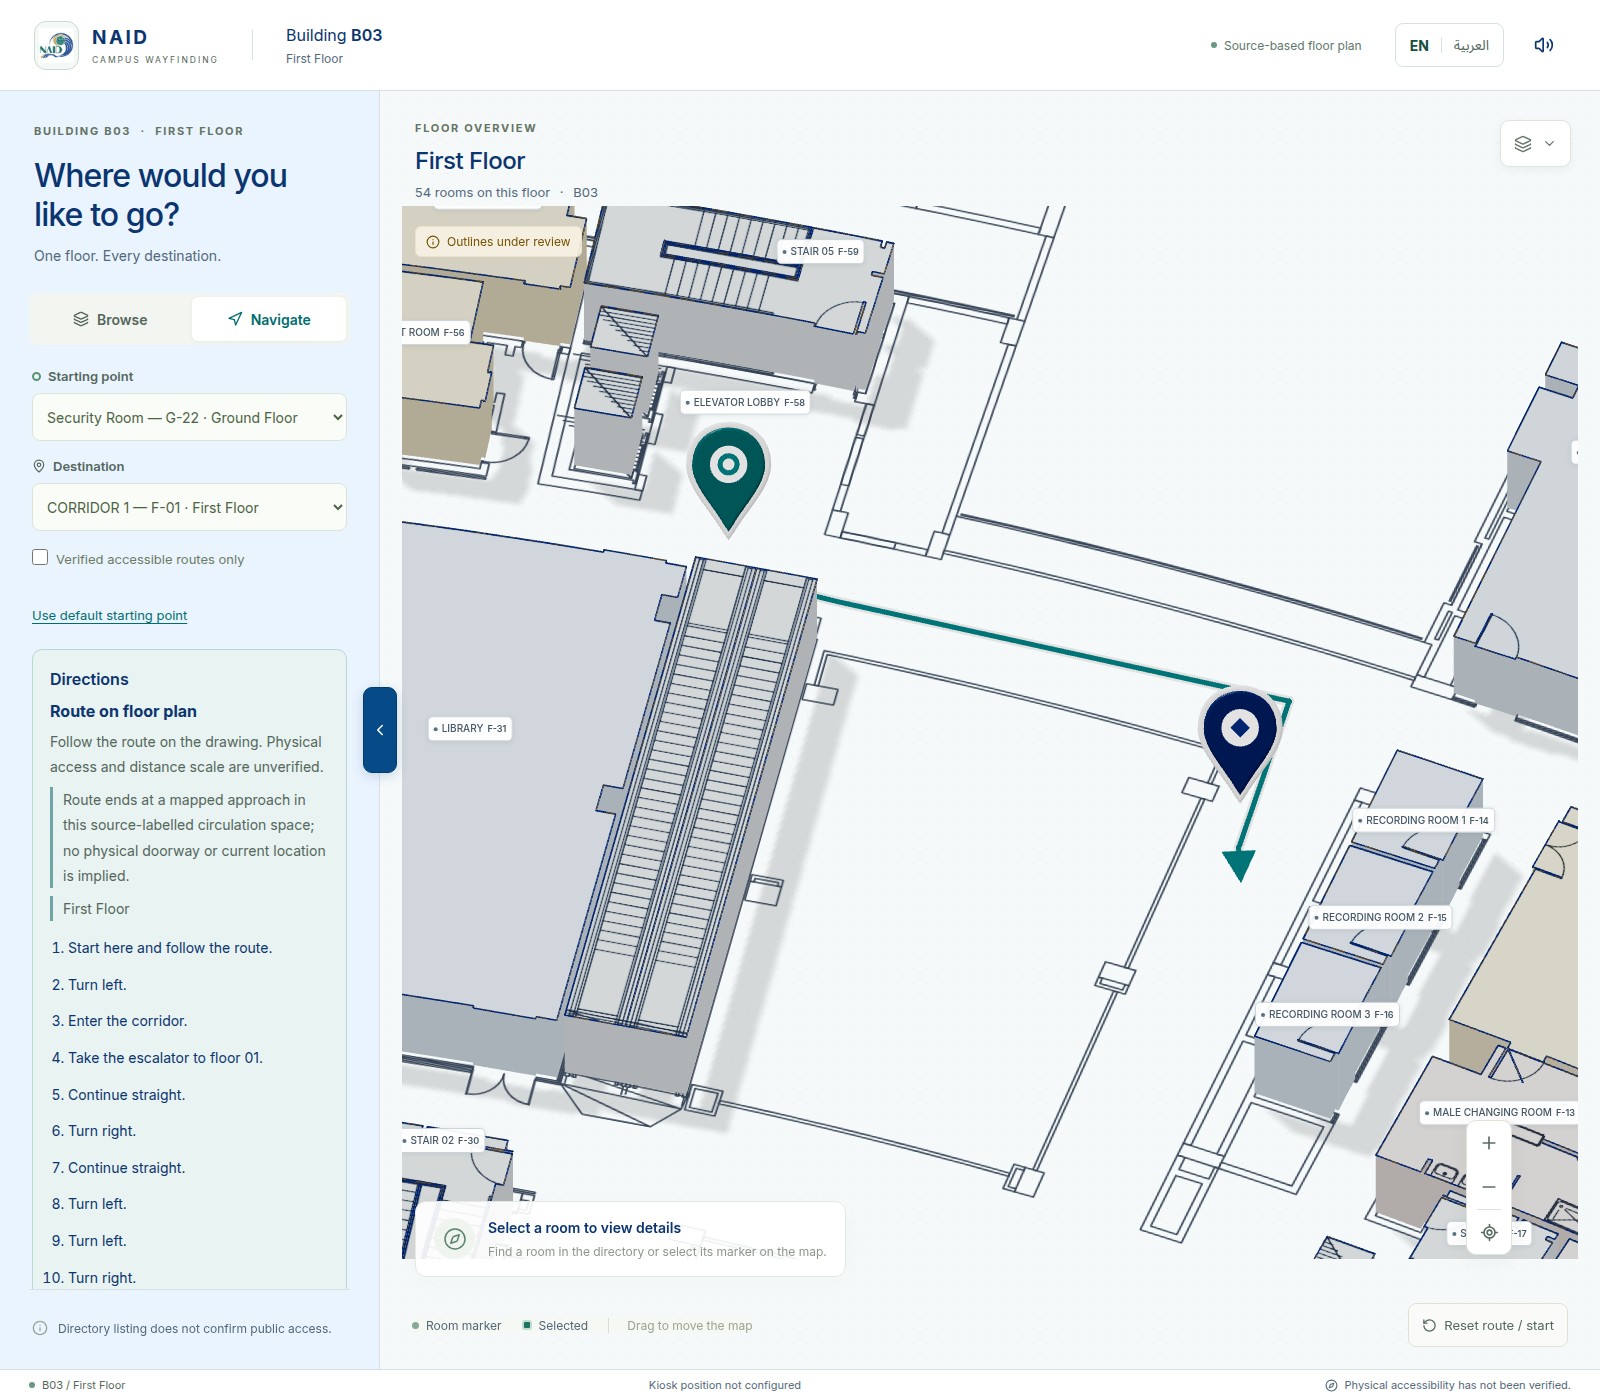 NAID
CAMPUS WAYFINDING
Building B03
First Floor
Source-based floor plan
EN
العربية
BUILDING B03 · FIRST FLOOR
Where would you
like to go?
One floor. Every destination.
Browse
Navigate
Starting point
Security Room — G-22 · Ground Floor
Destination
CORRIDOR 1 — F-01 · First Floor
Verified accessible routes only
Use default starting point
Directions
Route on floor plan
Follow the route on the drawing. Physical
access and distance scale are unverified.
Route ends at a mapped approach in
this source-labelled circulation space;
no physical doorway or current location
is implied.
First Floor
1. Start here and follow the route.
2. Turn left.
3. Enter the corridor.
4. Take the escalator to floor 01.
5. Continue straight.
6. Turn right.
7. Continue straight.
8. Turn left.
9. Turn left.
10. Turn right.
Directory listing does not confirm public access.
FLOOR OVERVIEW
First Floor
54 rooms on this floor · B03
Outlines under review
STAIR 05 F-59
T ROOM F-56
ELEVATOR LOBBY F-58
LIBRARY F-31
RECORDING ROOM 1 F-14
RECORDING ROOM 2 F-15
RECORDING ROOM 3 F-16
MALE CHANGING ROOM F-13
STAIR 02 F-30
S
-17
Select a room to view details
Find a room in the directory or select its marker on the map.
Room marker
Selected
Drag to move the map
Reset route / start
B03 / First Floor
Kiosk position not configured
Physical accessibility has not been verified.